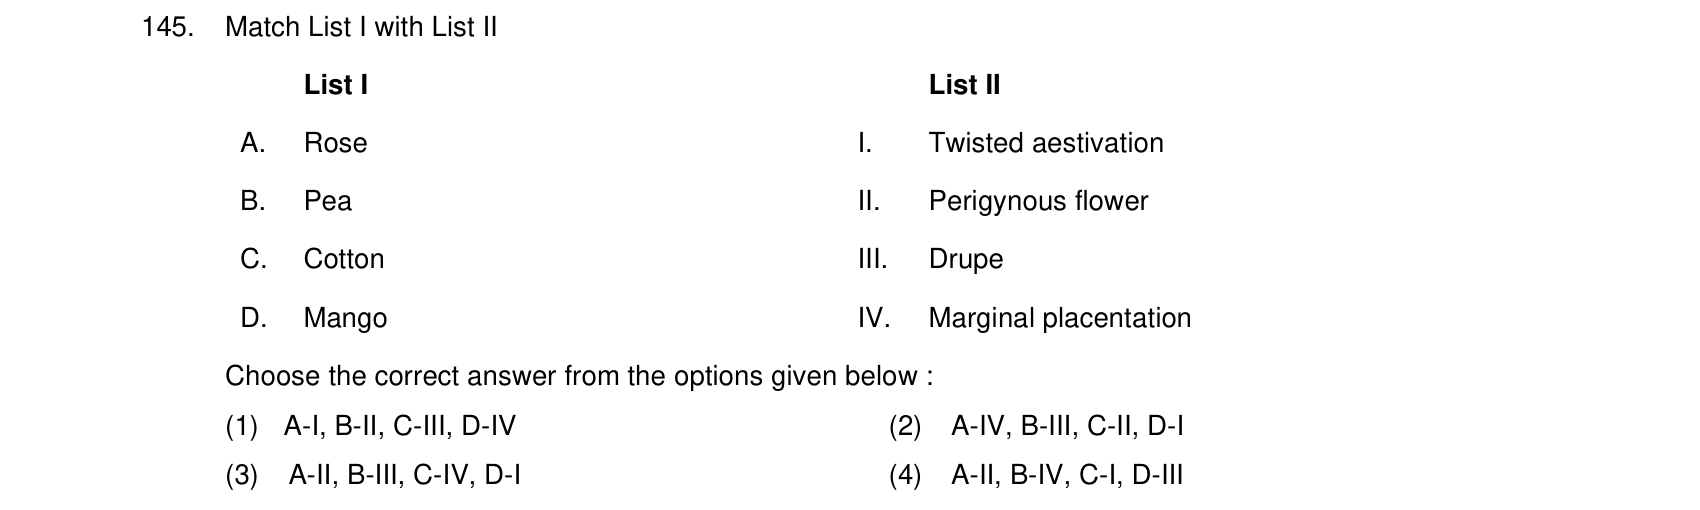 145. Match List I with List II
List I List II
A. Rose I. Twisted aestivation
B. Pea II. Perigynous flower
C. Cotton III. Drupe
D. Mango IV. Marginal placentation
Choose the correct answer from the options given below :
(1) A-I, B-II, C-III, D-IV (2) A-IV, B-III, C-II, D-I
(3) A-II, B-III, C-IV, D-I (4) A-II, B-IV, C-I, D-III